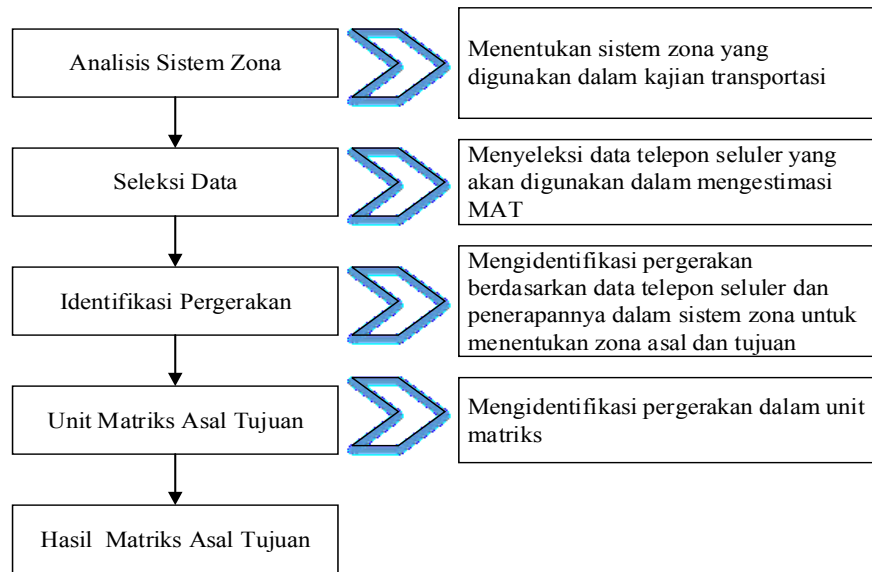 Analisis Sistem Zona
Menentukan sistem zona yang
digunakan dalam kajian transportasi
Seleksi Data
Menyeleksi data telepon seluler yang
akan digunakan dalam mengestimasi
MAT
Identifikasi Pergerakan
Mengidentifikasi pergerakan
berdasarkan data telepon seluler dan
penerapannya dalam sistem zona untuk
menentukan zona asal dan tujuan
Unit Matriks Asal Tujuan
Mengidentifikasi pergerakan dalam unit
matriks
Hasil Matriks Asal Tujuan